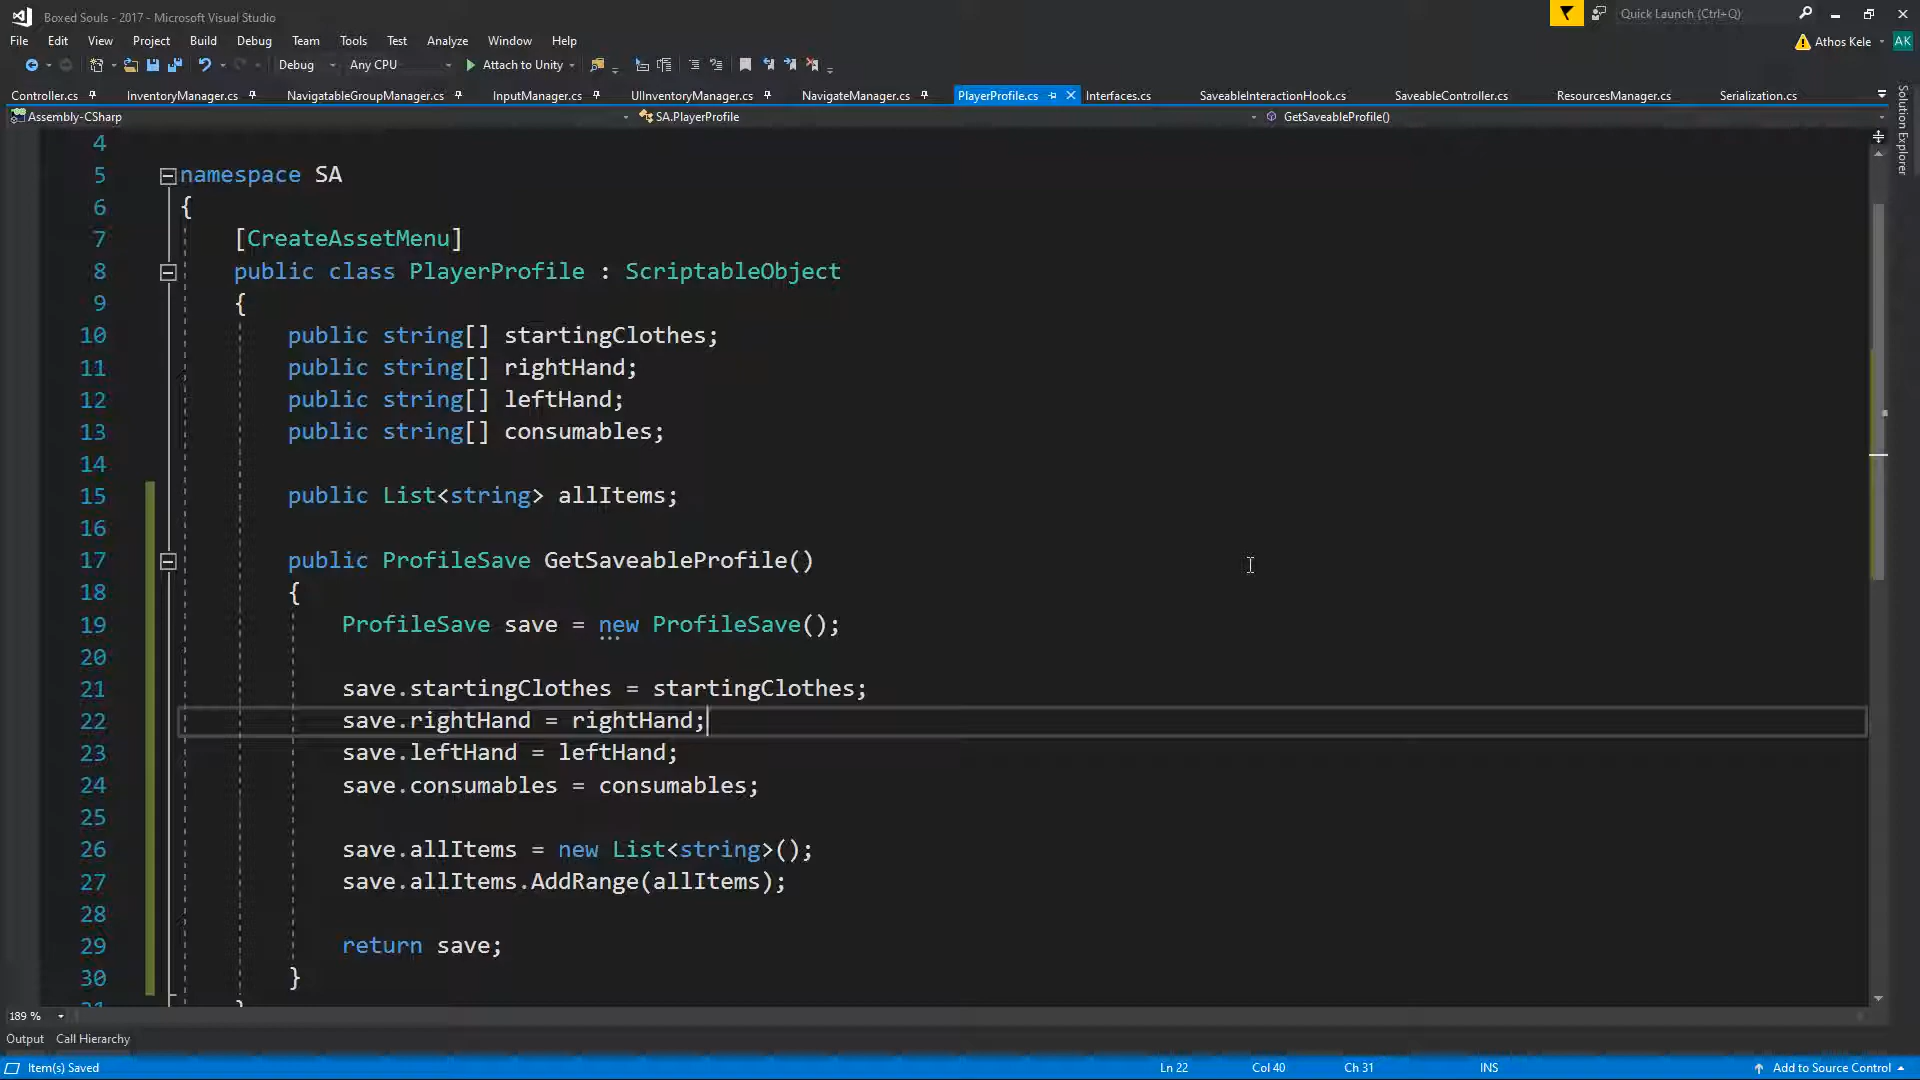 Boxed Souls - 2017 - Microsoft Visual Studio
Quick Launch (Ctrl+Q)
File Edit View Project Build Debug Team Tools Test Analyze Window Help
Athos Kele AK
Debug Any CPU Attach to Unity
Controller.cs InventoryManager.cs NavigatableGroupManager.cs InputManager.cs UIInventoryManager.cs NavigateManager.cs PlayerProfile.cs Interfaces.cs SaveableInteractionHook.cs SaveableController.cs ResourcesManager.cs Serialization.cs
Assembly-CSharp SA.PlayerProfile GetSaveableProfile()
Solution Explorer
4
5 namespace SA
6 {
7 [CreateAssetMenu]
8 public class PlayerProfile : ScriptableObject
9 {
10 public string[] startingClothes;
11 public string[] rightHand;
12 public string[] leftHand;
13 public string[] consumables;
14
15 public List<string> allItems;
16
17 public ProfileSave GetSaveableProfile()
18 {
19 ProfileSave save = new ProfileSave();
20
21 save.startingClothes = startingClothes;
22 save.rightHand = rightHand;
23 save.leftHand = leftHand;
24 save.consumables = consumables;
25
26 save.allItems = new List<string>();
27 save.allItems.AddRange(allItems);
28
29 return save;
30 }
31 }
189 %
Output Call Hierarchy
Item(s) Saved Ln 22 Col 40 Ch 31 INS Add to Source Control